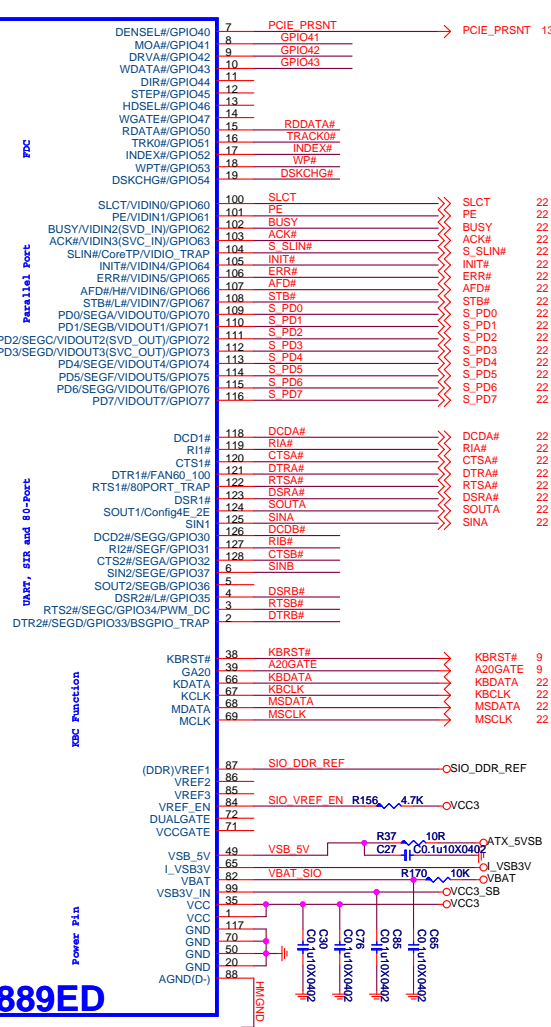 DENSEL#/GPIO40 7 PCIE_PRSNT PCIE_PRSNT 13
MOA#/GPIO41 8 GPIO41
DRVA#/GPIO42 9 GPIO42
WDATA#/GPIO43 10 GPIO43
DIR#/GPIO44 11
STEP#/GPIO45 12
HDSEL#/GPIO46 13
WGATE#/GPIO47 14
RDATA#/GPIO50 15 RDDATA#
TRK0#/GPIO51 16 TRACK0#
INDEX#/GPIO52 17 INDEX#
WPT#/GPIO53 18 WP#
DSKCHG#/GPIO54 19 DSKCHG#
FDC
SLCT/VIDIN0/GPIO60 100 SLCT SLCT 22
PE/VIDIN1/GPIO61 101 PE PE 22
BUSY/VIDIN2(SVD_IN)/GPIO62 102 BUSY BUSY 22
ACK#/VIDIN3(SVC_IN)/GPIO63 103 ACK# ACK# 22
SLIN#/CoreTP/VIDIO_TRAP 104 S_SLIN# S_SLIN# 22
INIT#/VIDIN4/GPIO64 105 INIT# INIT# 22
ERR#/VIDIN5/GPIO65 106 ERR# ERR# 22
AFD#/H#/VIDIN6/GPIO66 107 AFD# AFD# 22
STB#/L#/VIDIN7/GPIO67 108 STB# STB# 22
PD0/SEGA/VIDOUT0/GPIO70 109 S_PD0 S_PD0 22
PD1/SEGB/VIDOUT1/GPIO71 110 S_PD1 S_PD1 22
PD2/SEGC/VIDOUT2(SVD_OUT)/GPIO72 111 S_PD2 S_PD2 22
PD3/SEGD/VIDOUT3(SVC_OUT)/GPIO73 112 S_PD3 S_PD3 22
PD4/SEGE/VIDOUT4/GPIO74 113 S_PD4 S_PD4 22
PD5/SEGF/VIDOUT5/GPIO75 114 S_PD5 S_PD5 22
PD6/SEGG/VIDOUT6/GPIO76 115 S_PD6 S_PD6 22
PD7/VIDOUT7/GPIO77 116 S_PD7 S_PD7 22
Parallel Port
DCD1# 118 DCDA# DCDA# 22
RI1# 119 RIA# RIA# 22
CTS1# 120 CTSA# CTSA# 22
DTR1#/FAN60_100 121 DTRA# DTRA# 22
RTS1#/80PORT_TRAP 122 RTSA# RTSA# 22
DSR1# 123 DSRA# DSRA# 22
SOUT1/Config4E_2E 124 SOUTA SOUTA 22
SIN1 125 SINA SINA 22
DCD2#/SEGG/GPIO30 126 DCDB#
RI2#/SEGF/GPIO31 127 RIB#
CTS2#/SEGA/GPIO32 128 CTSB#
SIN2/SEGE/GPIO37 6 SINB
SOUT2/SEGB/GPIO36 5
DSR2#/L#/GPIO35 4 DSRB#
RTS2#/SEGC/GPIO34/PWM_DC 3 RTSB#
DTR2#/SEGD/GPIO33/BSGPIO_TRAP 2 DTRB#
UART, SIR and 80-Port
KBRST# 38 KBRST# KBRST# 9
GA20 39 A20GATE A20GATE 9
KDATA 66 KBDATA KBDATA 22
KCLK 67 KBCLK KBCLK 22
MDATA 68 MSDATA MSDATA 22
MCLK 69 MSCLK MSCLK 22
KBC Function
(DDR)VREF1 87 SIO_DDR_REF SIO_DDR_REF
VREF2 86
VREF3 85
VREF_EN 84 SIO_VREF_EN R156 4.7K VCC3
DUALGATE 72
VCCGATE 71
R37 10R ATX_5VSB
VSB_5V 49 VSB_5V C27 C0.1u10X0402
I_VSB3V 65 I_VSB3V
VBAT 82 VBAT_SIO R170 10K VBAT
VSB3V_IN 99 VCC3_SB
VCC 35 VCC3
VCC 1
GND 117
GND 70
GND 50
GND 20
AGND(D-) 88
HMGND
C30 C0.1u10X0402
C76 C0.1u10X0402
C85 C0.1u10X0402
C65 C0.1u10X0402
Power Pin
889ED